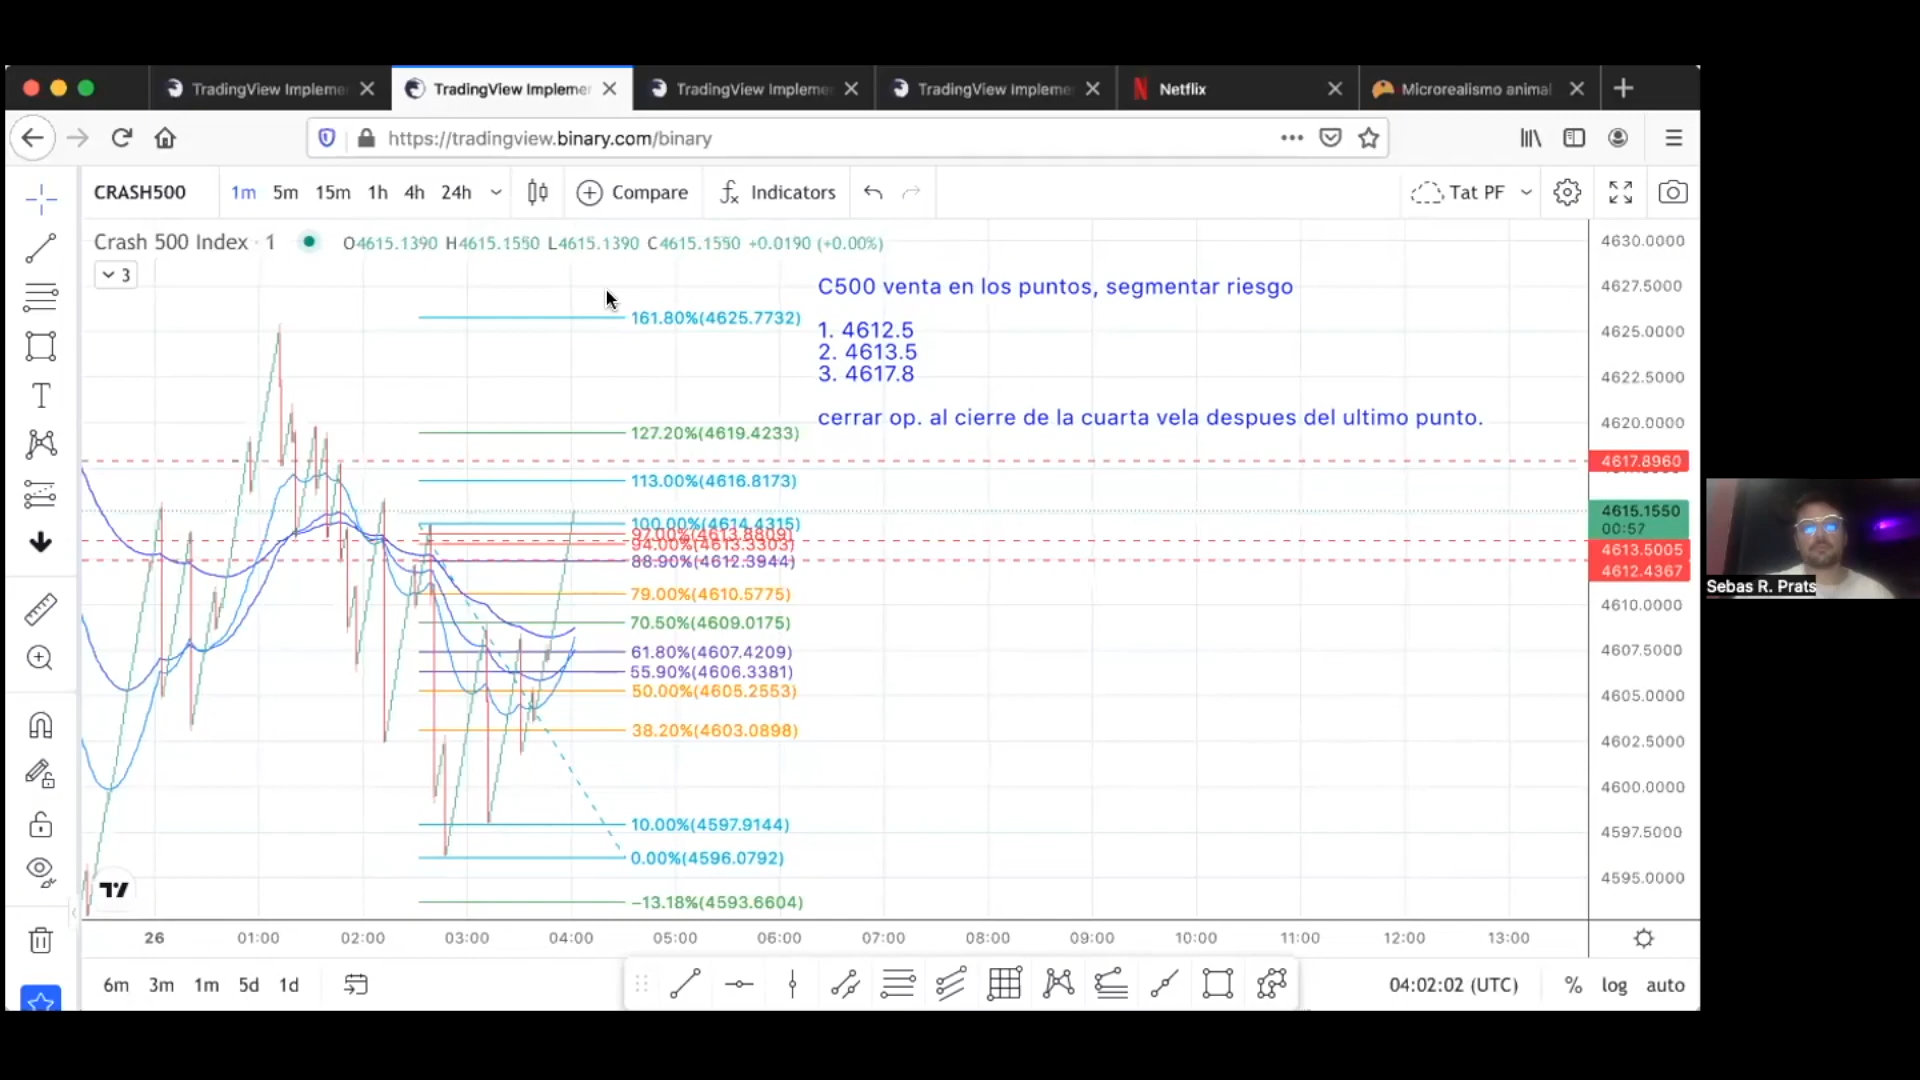 TradingView Impleme
TradingView Implemer
TradingView Impleme
TradingView Impleme
Netflix
Microrealismo animal
https://tradingview.binary.com/binary
CRASH500
1m 5m 15m 1h 4h 24h
Compare
Indicators
Tat PF
Crash 500 Index · 1
O4615.1390 H4615.1550 L4615.1390 C4615.1550 +0.0190 (+0.00%)
3
C500 venta en los puntos, segmentar riesgo
1. 4612.5
2. 4613.5
3. 4617.8
cerrar op. al cierre de la cuarta vela despues del ultimo punto.
161.80%(4625.7732)
127.20%(4619.4233)
113.00%(4616.8173)
100.00%(4614.4315)
97.00%(4613.8809)
94.00%(4613.3303)
88.90%(4612.3944)
79.00%(4610.5775)
70.50%(4609.0175)
61.80%(4607.4209)
55.90%(4606.3381)
50.00%(4605.2553)
38.20%(4603.0898)
10.00%(4597.9144)
0.00%(4596.0792)
−13.18%(4593.6604)
4630.0000
4627.5000
4625.0000
4622.5000
4620.0000
4617.8960
4615.1550
00:57
4613.5005
4612.4367
4610.0000
4607.5000
4605.0000
4602.5000
4600.0000
4597.5000
4595.0000
26 01:00 02:00 03:00 04:00 05:00 06:00 07:00 08:00 09:00 10:00 11:00 12:00 13:00
6m 3m 1m 5d 1d
04:02:02 (UTC)
% log auto
Sebas R. Prats